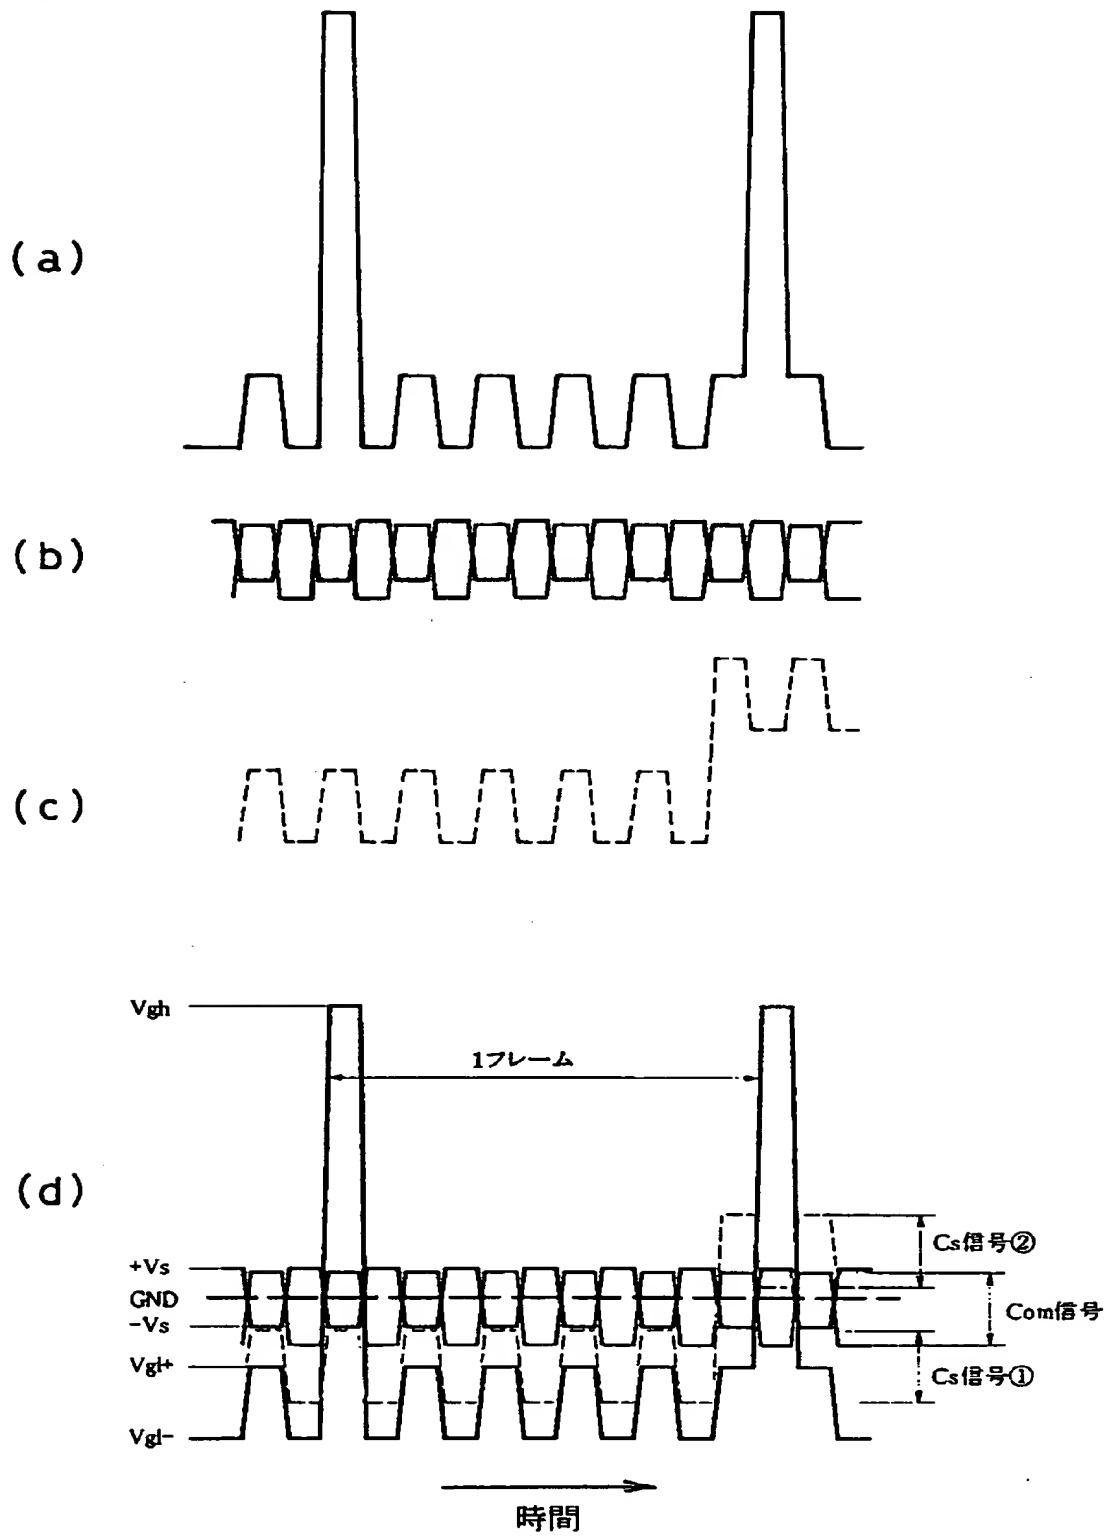 (a)
(b)
(c)
(d)
Vgh
1フレーム
+Vs
GND
-Vs
Vgl+
Vgl-
Cs信号②
Com信号
Cs信号①
時間